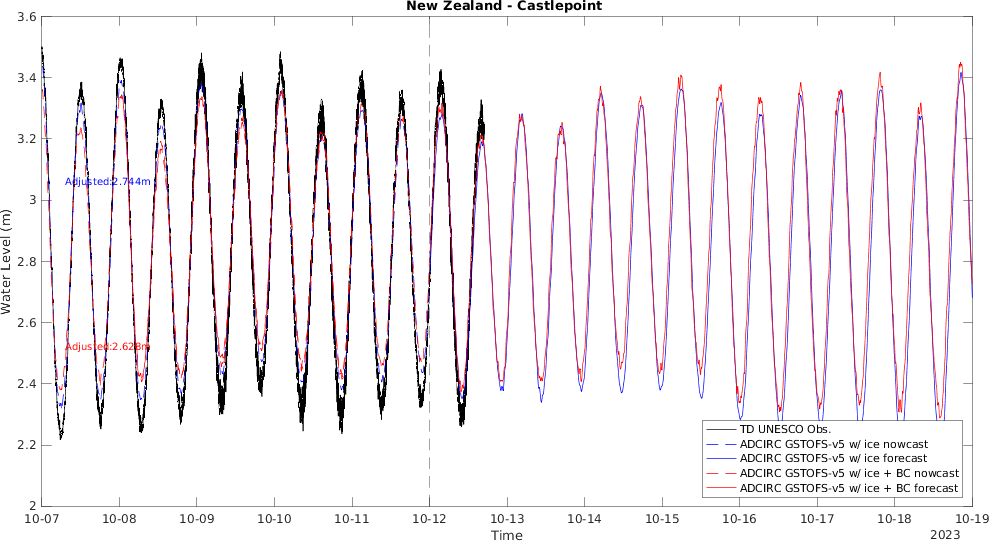 New Zealand - Castlepoint
3.6
3.4
3.2
3
2.8
2.6
2.4
2.2
2
Water Level (m)
Adjusted:2.744m
Adjusted:2.628m
TD UNESCO Obs.
ADCIRC GSTOFS-v5 w/ ice nowcast
ADCIRC GSTOFS-v5 w/ ice forecast
ADCIRC GSTOFS-v5 w/ ice + BC nowcast
ADCIRC GSTOFS-v5 w/ ice + BC forecast
10-07 10-08 10-09 10-10 10-11 10-12 10-13 10-14 10-15 10-16 10-17 10-18 10-19
Time
2023